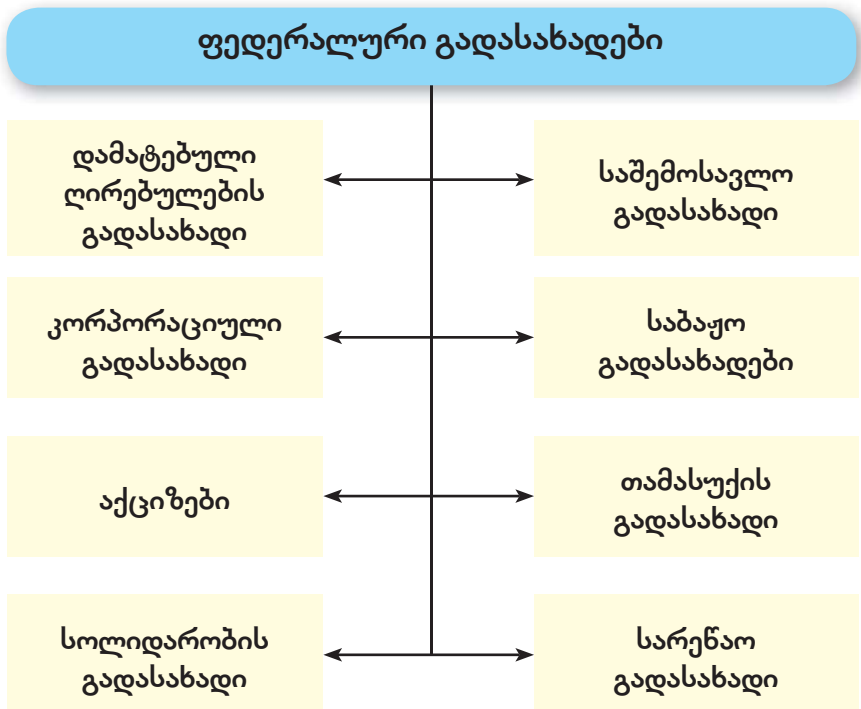 ფედერალური გადასახადები
დამატებული
ღირებულების
გადასახადი
საშემოსავლო
გადასახადი
კორპორაციული
გადასახადი
საბაჟო
გადასახადები
აქციზები
თამასუქის
გადასახადი
სოლიდარობის
გადასახადი
სარეწაო
გადასახადი